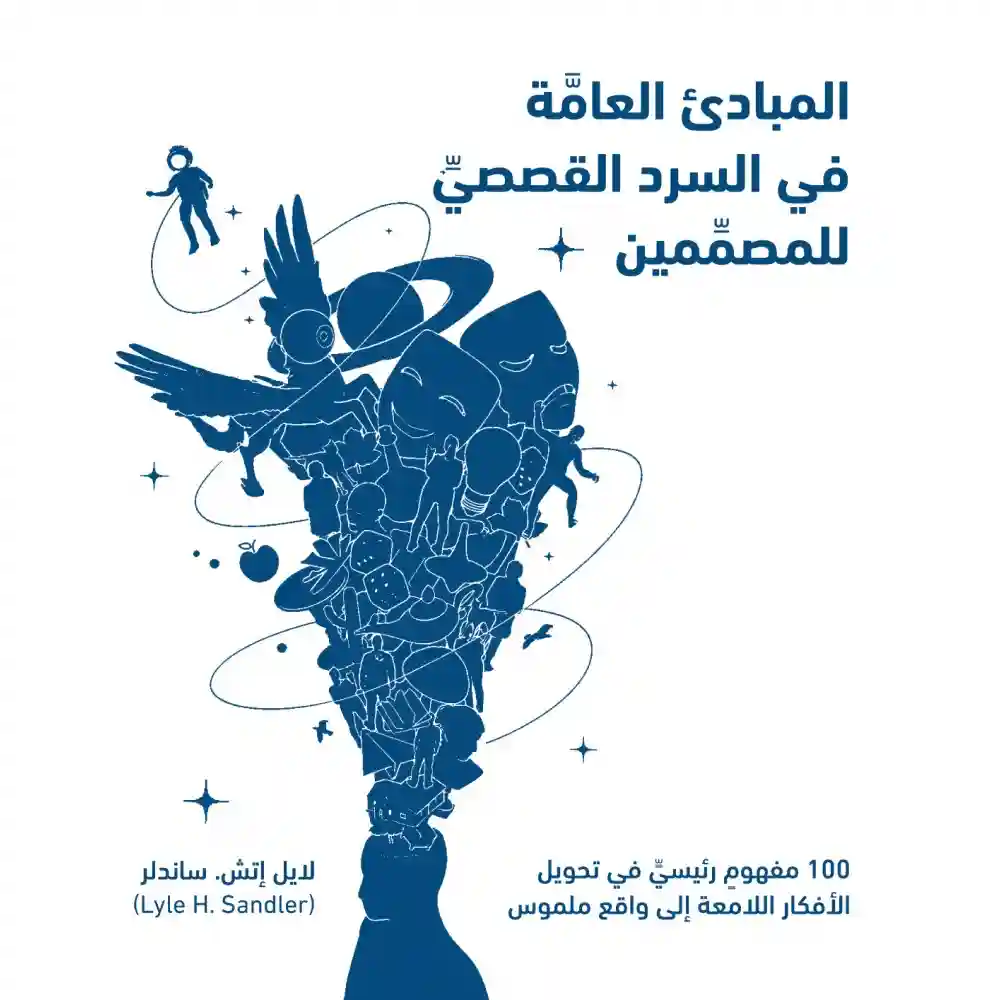 المبادئ العامَّة
في السرد القصصيِّ
للمصمِّمين
100 مفهومٍ رئيسيٍّ في تحويل
الأفكار اللامعة إلى واقع ملموس
لايل إتش. ساندلر
(Lyle H. Sandler)